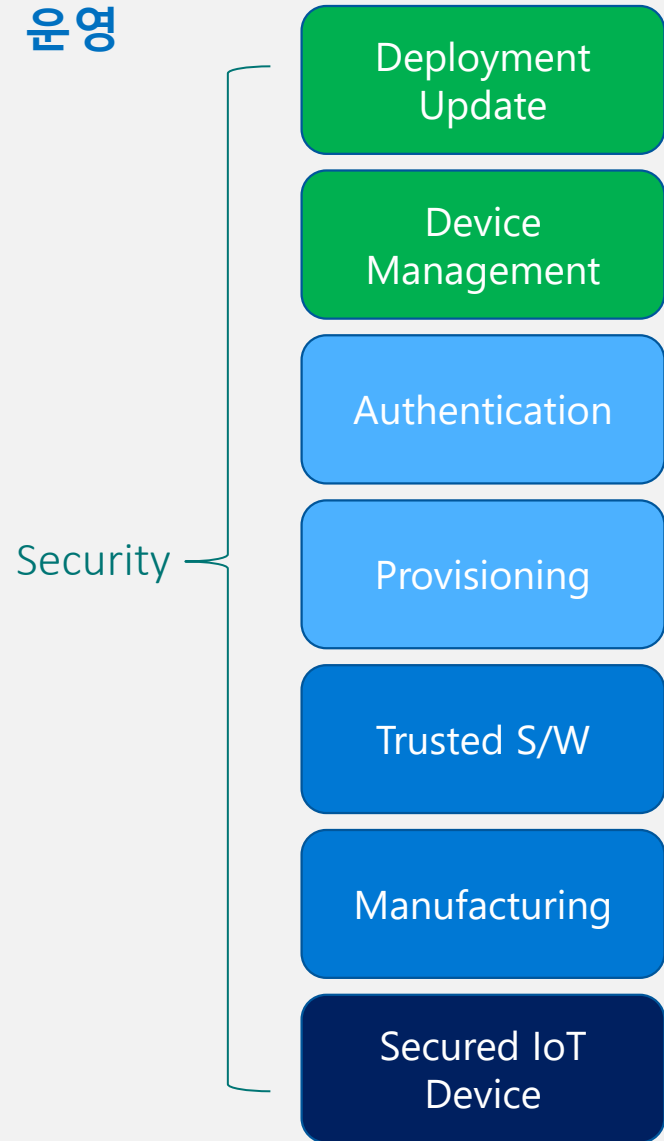 운영
Deployment
Update
Device
Management
Authentication
Security
Provisioning
Trusted S/W
Manufacturing
Secured IoT
Device